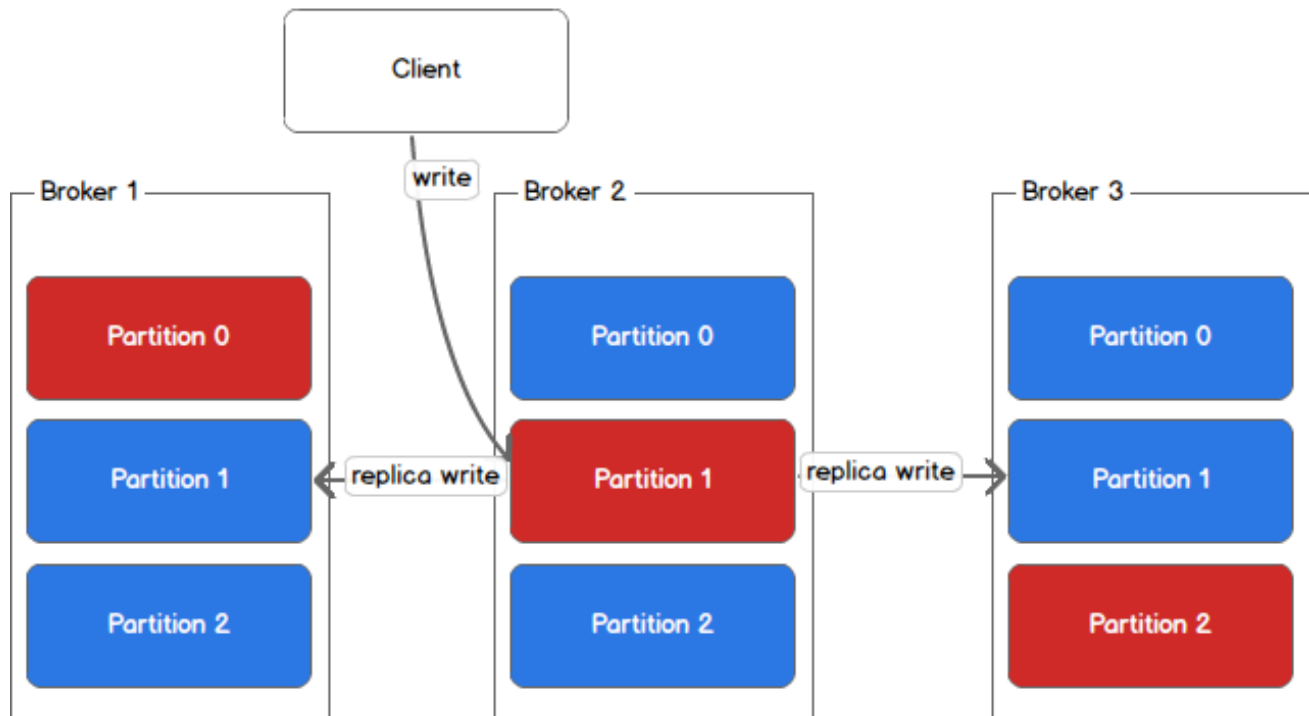 Client
write
Broker 1
Broker 2
Broker 3
Partition 0
Partition 0
Partition 0
Partition 1
replica write
Partition 1
replica write
Partition 1
Partition 2
Partition 2
Partition 2